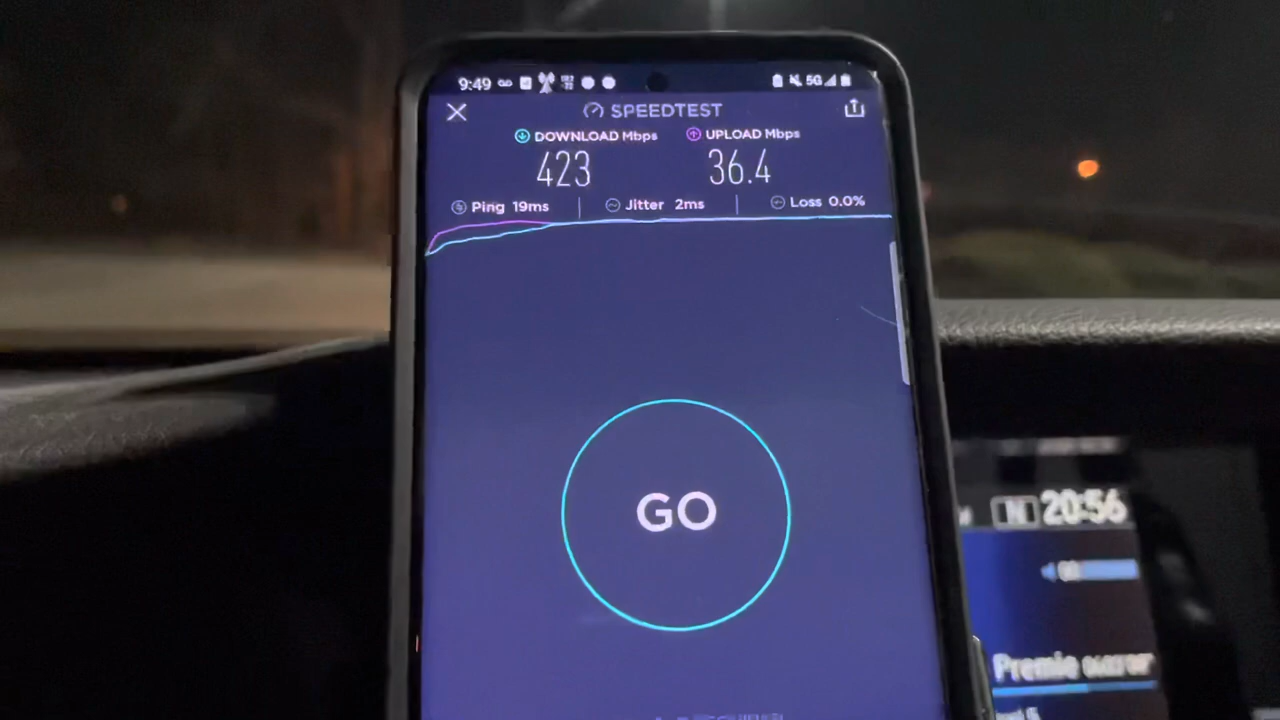 9:49 5G
SPEEDTEST
DOWNLOAD Mbps UPLOAD Mbps
423 36.4
Ping 19ms Jitter 2ms Loss 0.0%
GO
N 20:56
Premie